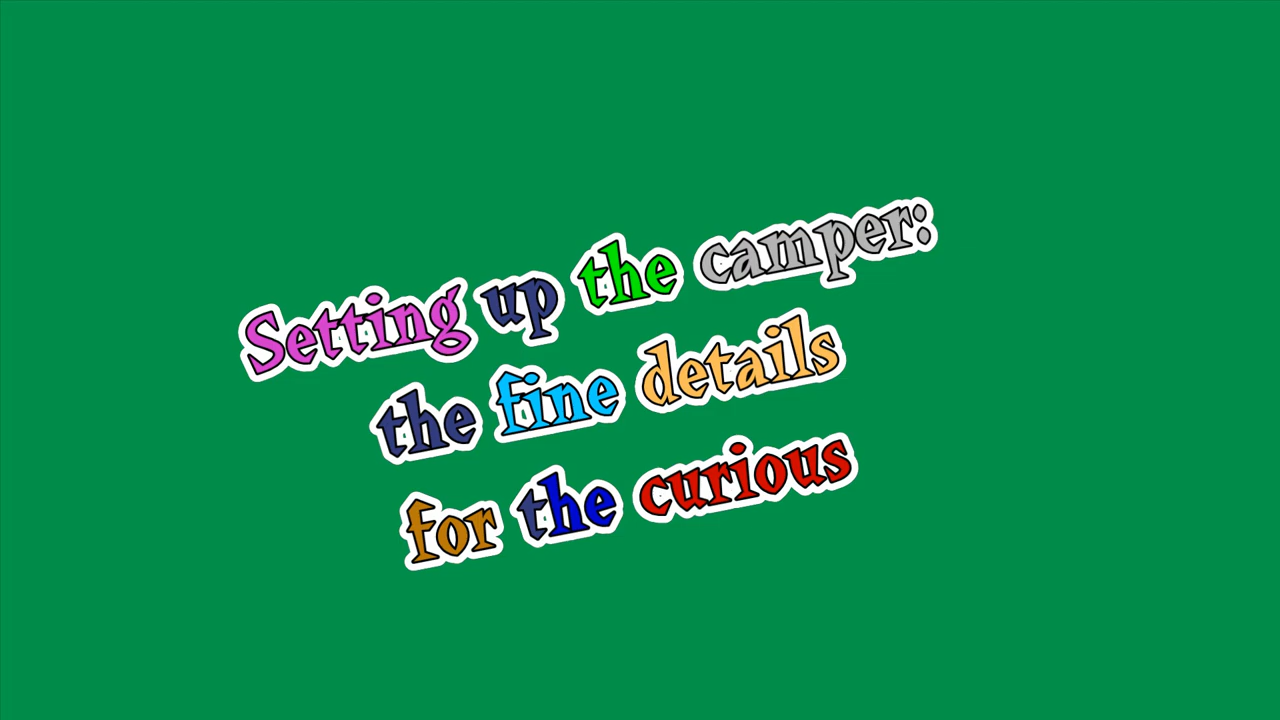 Setting up the camper:
the fine details
for the curious